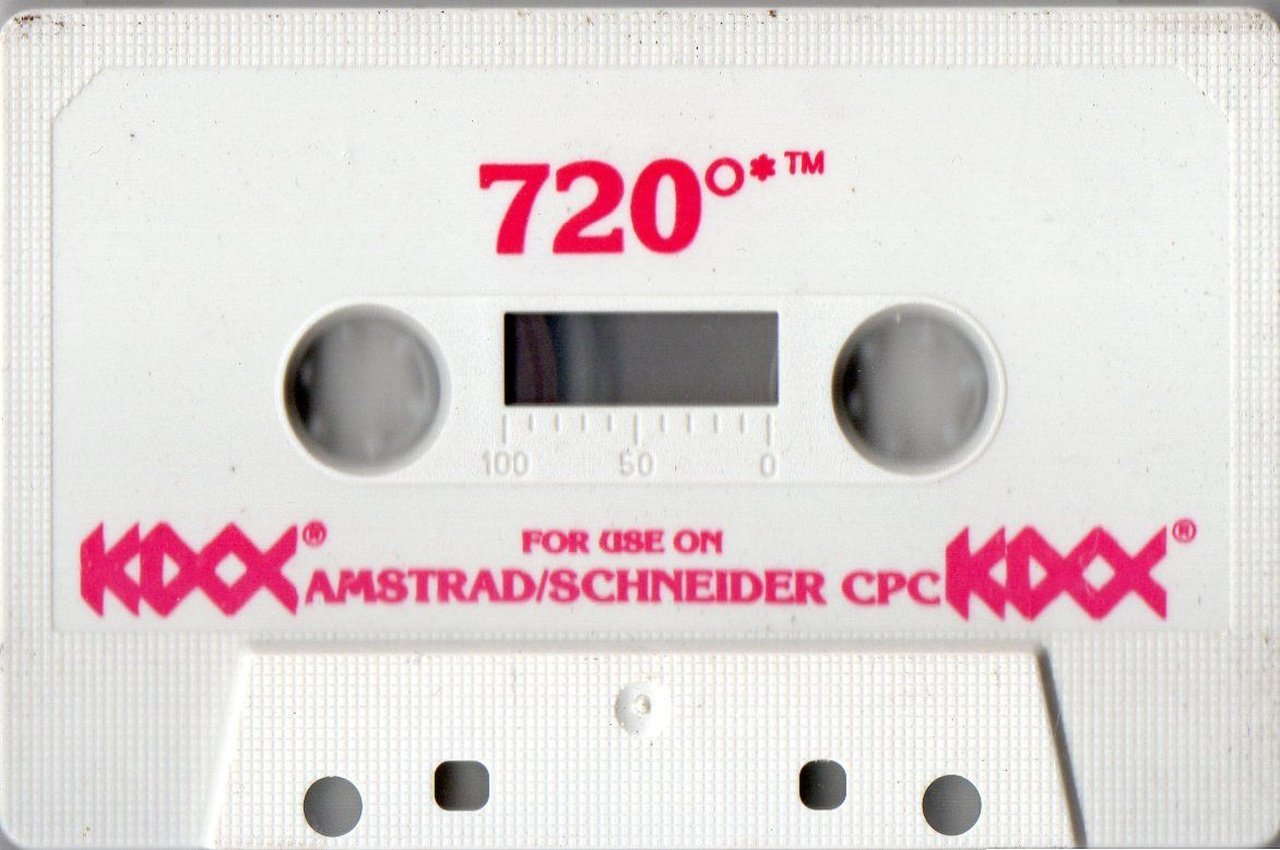 720°*™
100 50 0
KIXX® FOR USE ON KIXX®
AMSTRAD/SCHNEIDER CPC